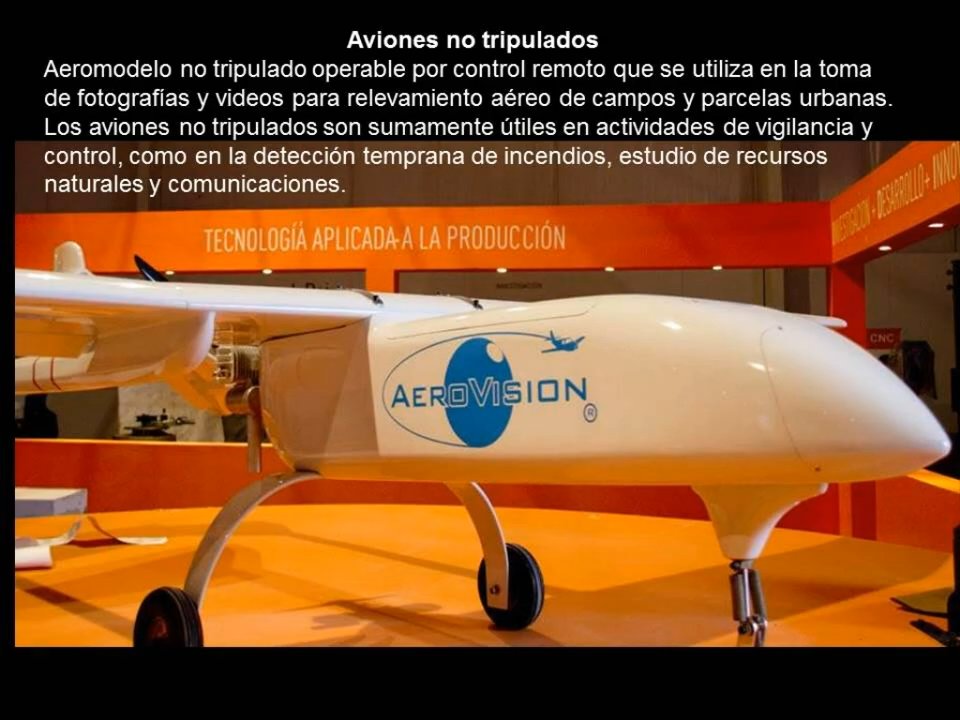 Aviones no tripulados
Aeromodelo no tripulado operable por control remoto que se utiliza en la toma
de fotografías y videos para relevamiento aéreo de campos y parcelas urbanas.
Los aviones no tripulados son sumamente útiles en actividades de vigilancia y
control, como en la detección temprana de incendios, estudio de recursos
naturales y comunicaciones.
INVESTIGACION + DESARROLLO + INNOV
TECNOLOGÍA APLICADA A LA PRODUCCIÓN
INVESTIGACIÓN
CNC
AEROVISION
®